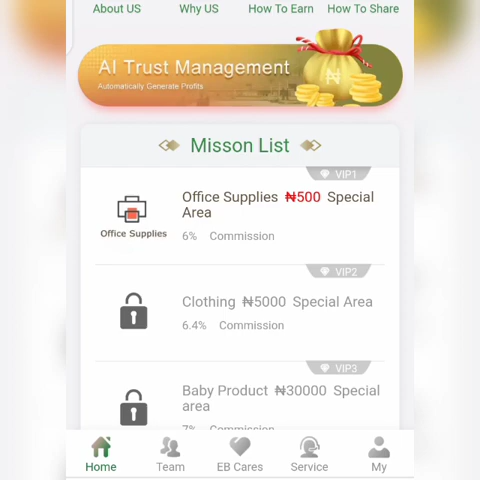 About US Why US How To Earn How To Share
AI Trust Management
Automatically Generate Profits
₦
Misson List
VIP1
Office Supplies ₦500 Special
Area
Office Supplies
6% Commission
VIP2
Clothing ₦5000 Special Area
6.4% Commission
VIP3
Baby Product ₦30000 Special
area
7% Commission
Home Team EB Cares Service My